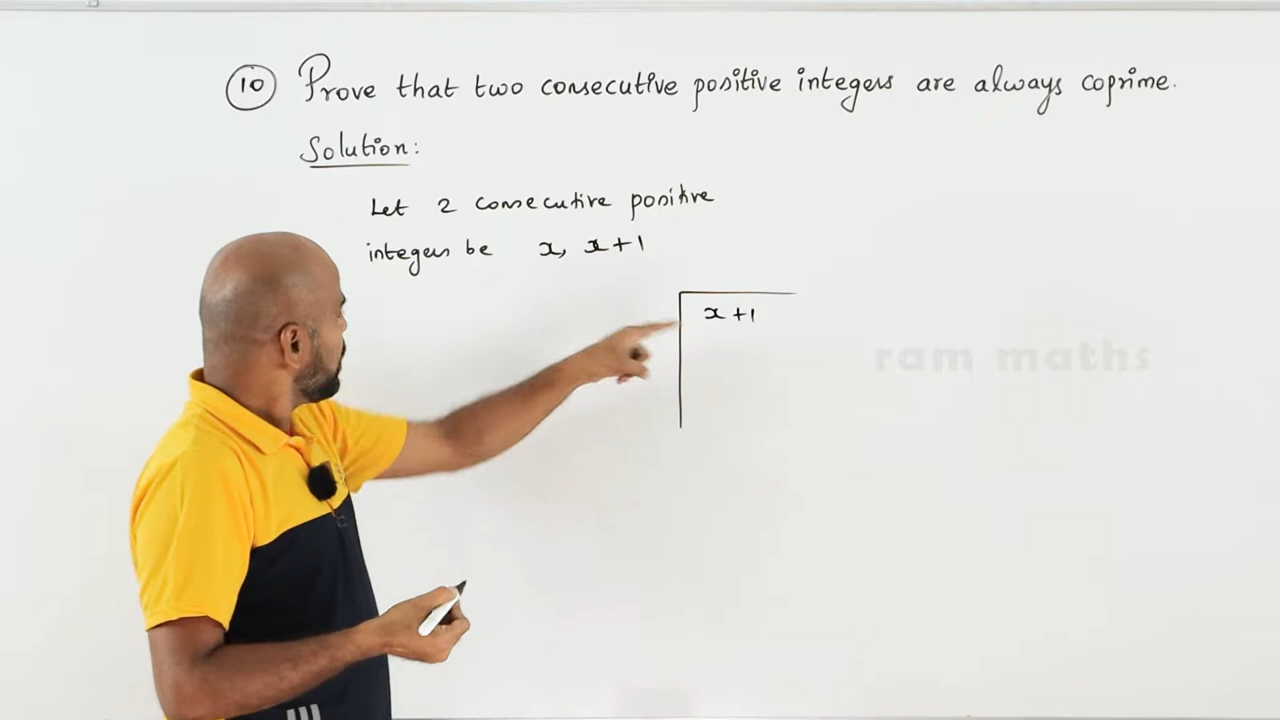 10 Prove that two consecutive positive integers are always coprime.
Solution:
Let 2 consecutive positive
integers be x, x+1
x+1
ram maths